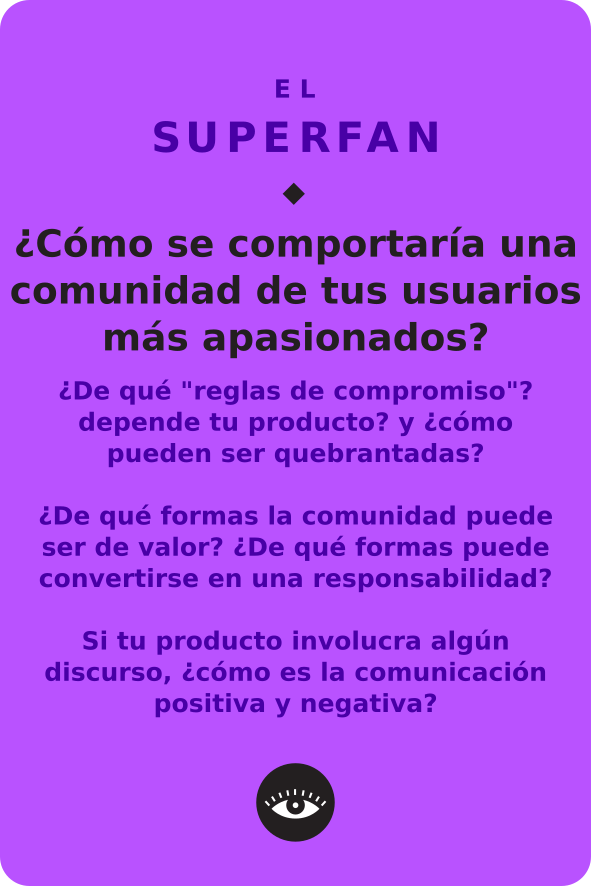 EL
SUPERFAN
¿Cómo se comportaría una
comunidad de tus usuarios
más apasionados?
¿De qué "reglas de compromiso"?
depende tu producto? y ¿cómo
pueden ser quebrantadas?
¿De qué formas la comunidad puede
ser de valor? ¿De qué formas puede
convertirse en una responsabilidad?
Si tu producto involucra algún
discurso, ¿cómo es la comunicación
positiva y negativa?